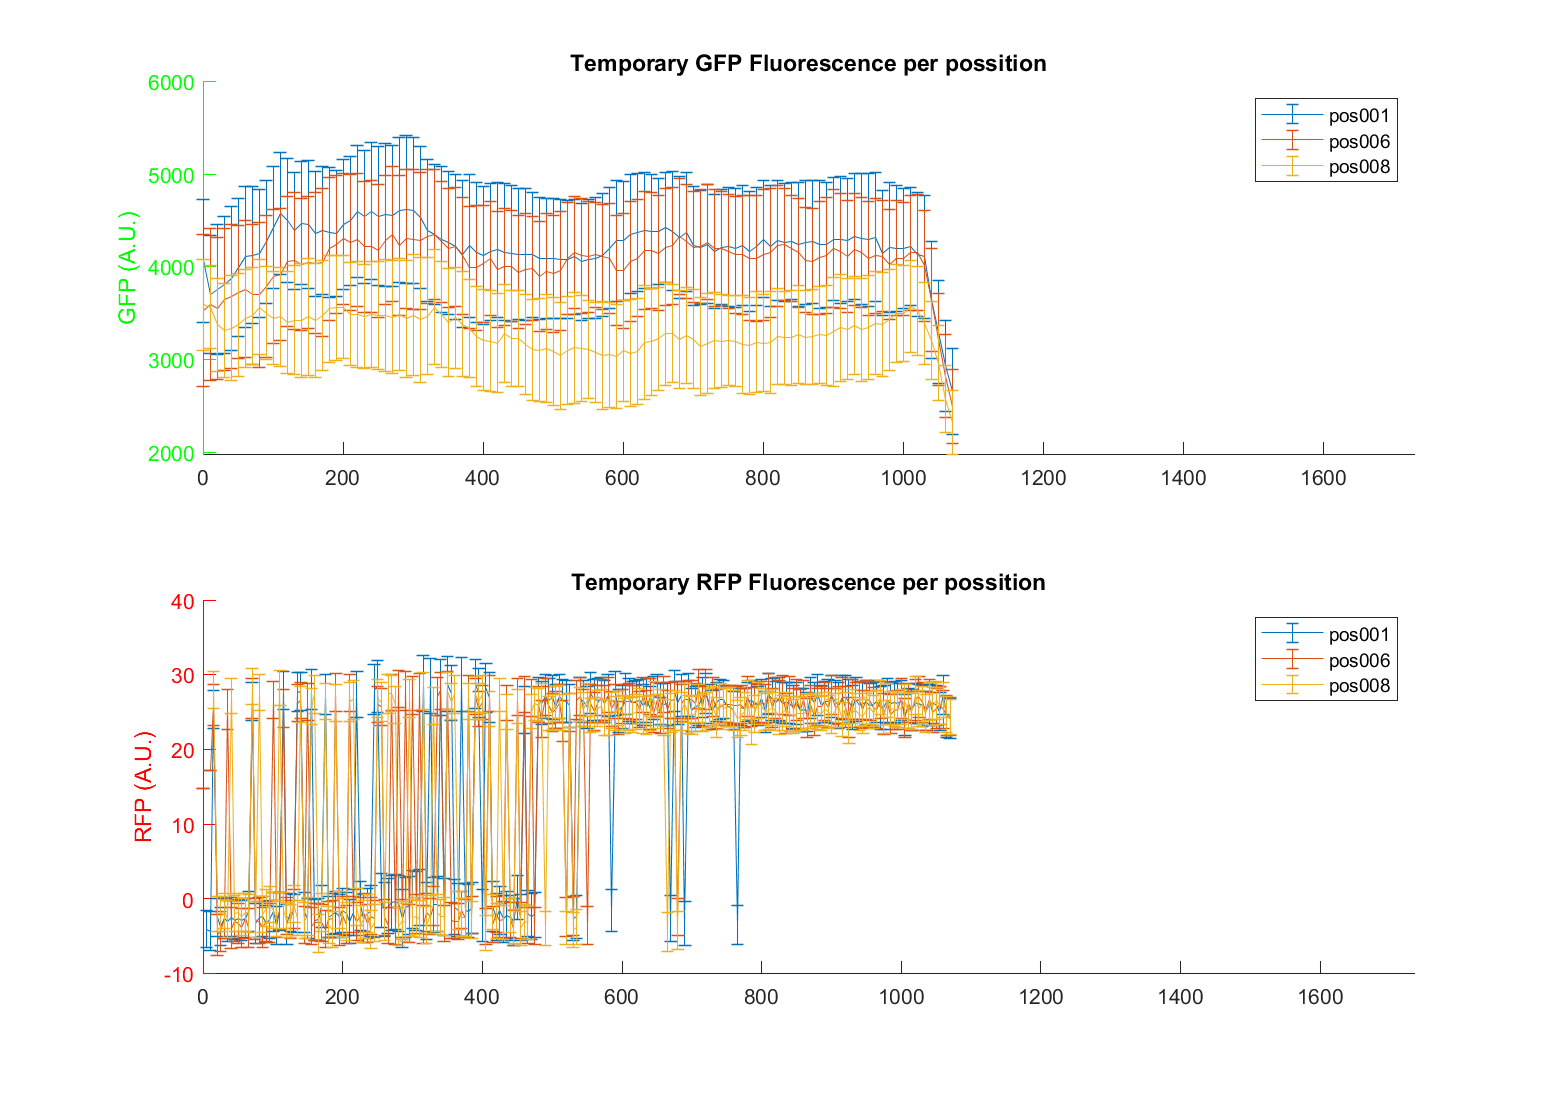 Temporary GFP Fluorescence per possition
6000
5000
4000
3000
2000
GFP (A.U.)
0 200 400 600 800 1000 1200 1400 1600
pos001
pos006
pos008
Temporary RFP Fluorescence per possition
40
30
20
10
0
-10
RFP (A.U.)
0 200 400 600 800 1000 1200 1400 1600
pos001
pos006
pos008